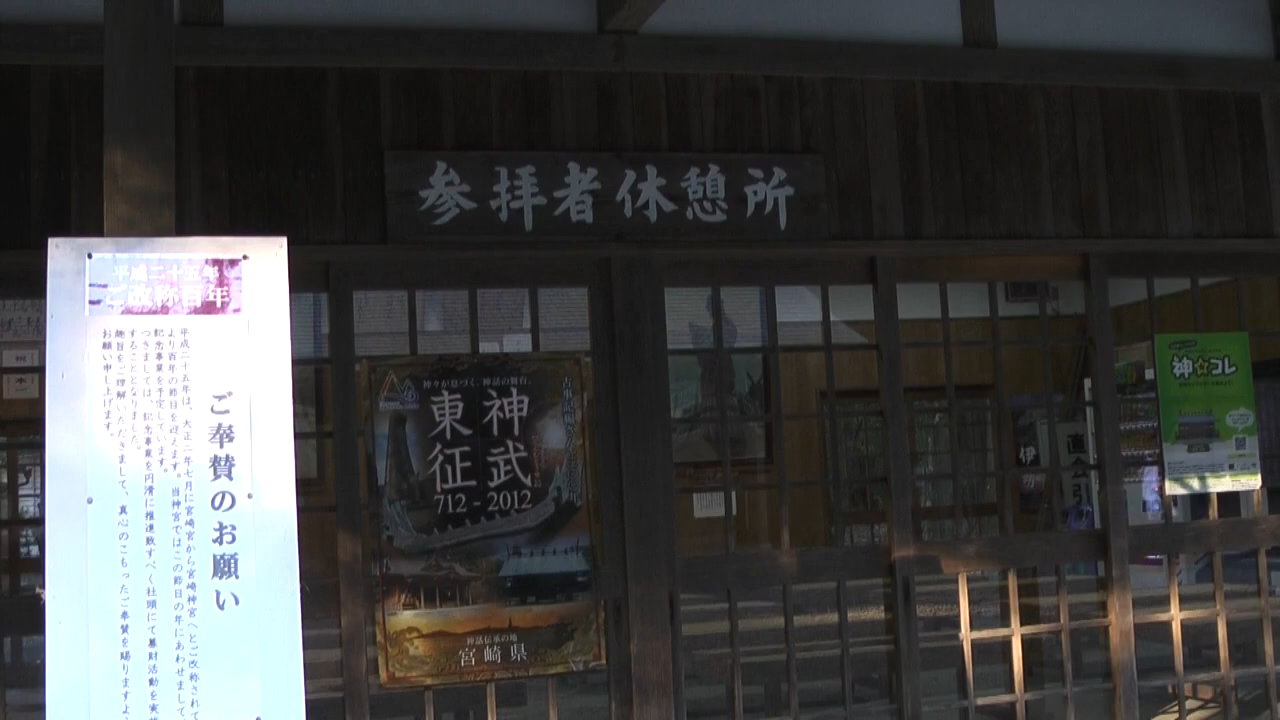 参拝者休憩所
平成二十五年
ご改称百年
ご奉賛のお願い
平成二十五年は、大正二年七月に宮崎宮から宮崎神宮へとご改称されて
より百年の節目を迎えます。当神宮ではこの節目の年にあわせまして、
記念事業を予定しています。
つきましては、記念事業を円滑に推進致すべく社頭にて募財活動を実施
することとなりました。
趣旨をご理解いただきまして、真心のこもったご奉賛を賜りますよ
お願い申し上げます。
神々が息づく、神話の舞台。
神武
東征
712-2012
神話伝承の地
宮崎県
神☆コレ
直会